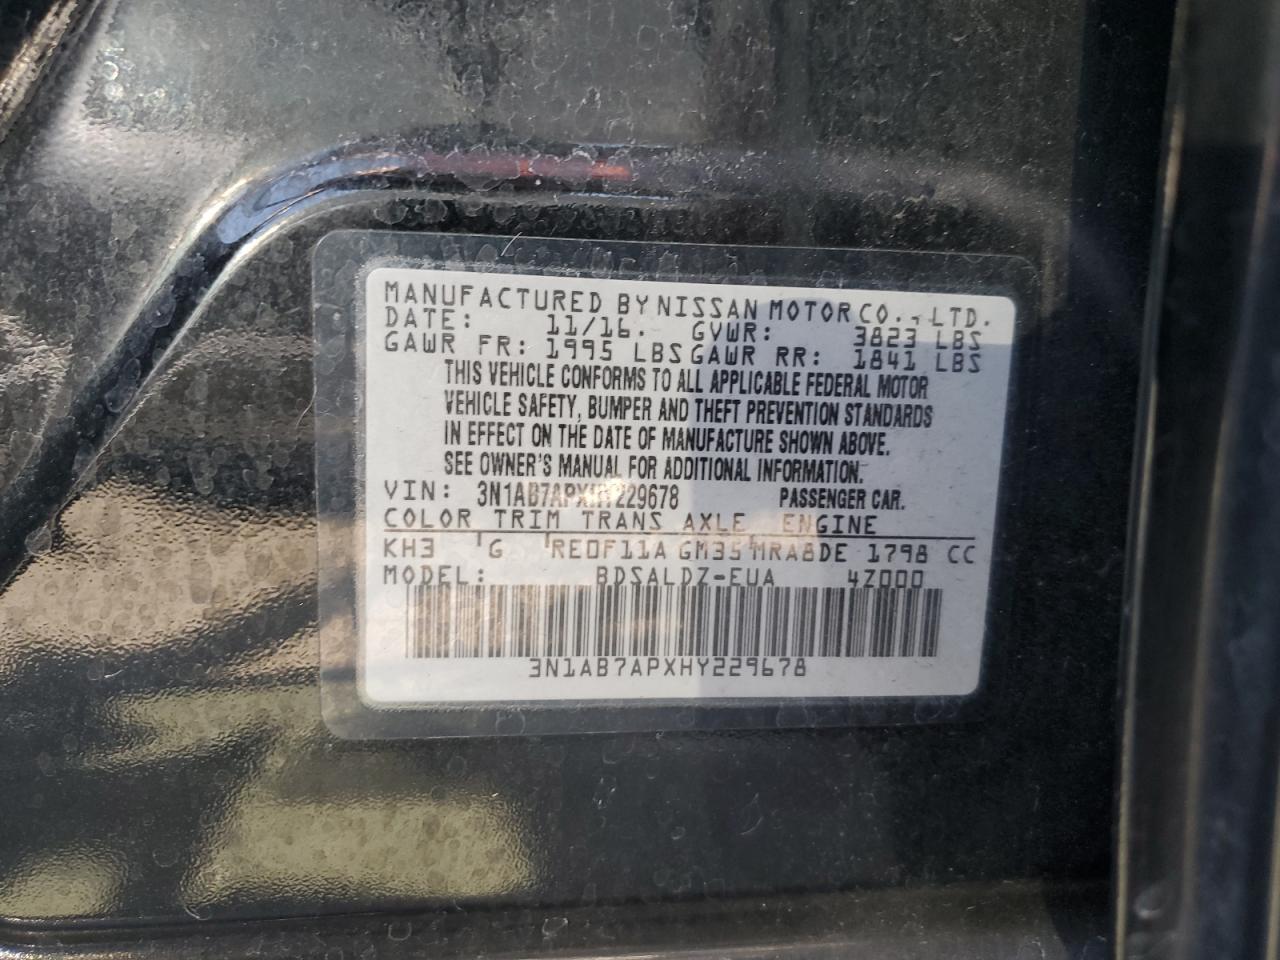 MANUFACTURED BY NISSAN MOTOR CO., LTD.
DATE: 11/16. GVWR: 3823 LBS
GAWR FR: 1995 LBS GAWR RR: 1841 LBS
THIS VEHICLE CONFORMS TO ALL APPLICABLE FEDERAL MOTOR
VEHICLE SAFETY, BUMPER AND THEFT PREVENTION STANDARDS
IN EFFECT ON THE DATE OF MANUFACTURE SHOWN ABOVE.
SEE OWNER'S MANUAL FOR ADDITIONAL INFORMATION.
VIN: 3N1AB7APXHY229678 PASSENGER CAR.
COLOR TRIM TRANS AXLE ENGINE
KH3 G RE0F11A GM35 MRA8DE 1798 CC
MODEL: BDSALDZ-EUA 4Z000
3N1AB7APXHY229678